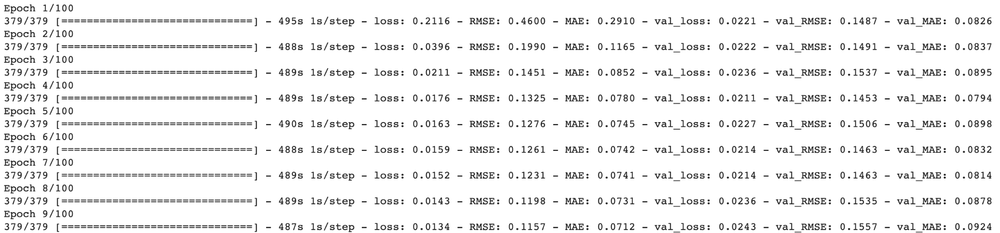 Epoch 1/100
379/379 [==============================] - 495s 1s/step - loss: 0.2116 - RMSE: 0.4600 - MAE: 0.2910 - val_loss: 0.0221 - val_RMSE: 0.1487 - val_MAE: 0.0826
Epoch 2/100
379/379 [==============================] - 488s 1s/step - loss: 0.0396 - RMSE: 0.1990 - MAE: 0.1165 - val_loss: 0.0222 - val_RMSE: 0.1491 - val_MAE: 0.0837
Epoch 3/100
379/379 [==============================] - 489s 1s/step - loss: 0.0211 - RMSE: 0.1451 - MAE: 0.0852 - val_loss: 0.0236 - val_RMSE: 0.1537 - val_MAE: 0.0895
Epoch 4/100
379/379 [==============================] - 489s 1s/step - loss: 0.0176 - RMSE: 0.1325 - MAE: 0.0780 - val_loss: 0.0211 - val_RMSE: 0.1453 - val_MAE: 0.0794
Epoch 5/100
379/379 [==============================] - 490s 1s/step - loss: 0.0163 - RMSE: 0.1276 - MAE: 0.0745 - val_loss: 0.0227 - val_RMSE: 0.1506 - val_MAE: 0.0898
Epoch 6/100
379/379 [==============================] - 488s 1s/step - loss: 0.0159 - RMSE: 0.1261 - MAE: 0.0742 - val_loss: 0.0214 - val_RMSE: 0.1463 - val_MAE: 0.0832
Epoch 7/100
379/379 [==============================] - 489s 1s/step - loss: 0.0152 - RMSE: 0.1231 - MAE: 0.0741 - val_loss: 0.0214 - val_RMSE: 0.1463 - val_MAE: 0.0814
Epoch 8/100
379/379 [==============================] - 489s 1s/step - loss: 0.0143 - RMSE: 0.1198 - MAE: 0.0731 - val_loss: 0.0236 - val_RMSE: 0.1535 - val_MAE: 0.0878
Epoch 9/100
379/379 [==============================] - 487s 1s/step - loss: 0.0134 - RMSE: 0.1157 - MAE: 0.0712 - val_loss: 0.0243 - val_RMSE: 0.1557 - val_MAE: 0.0924